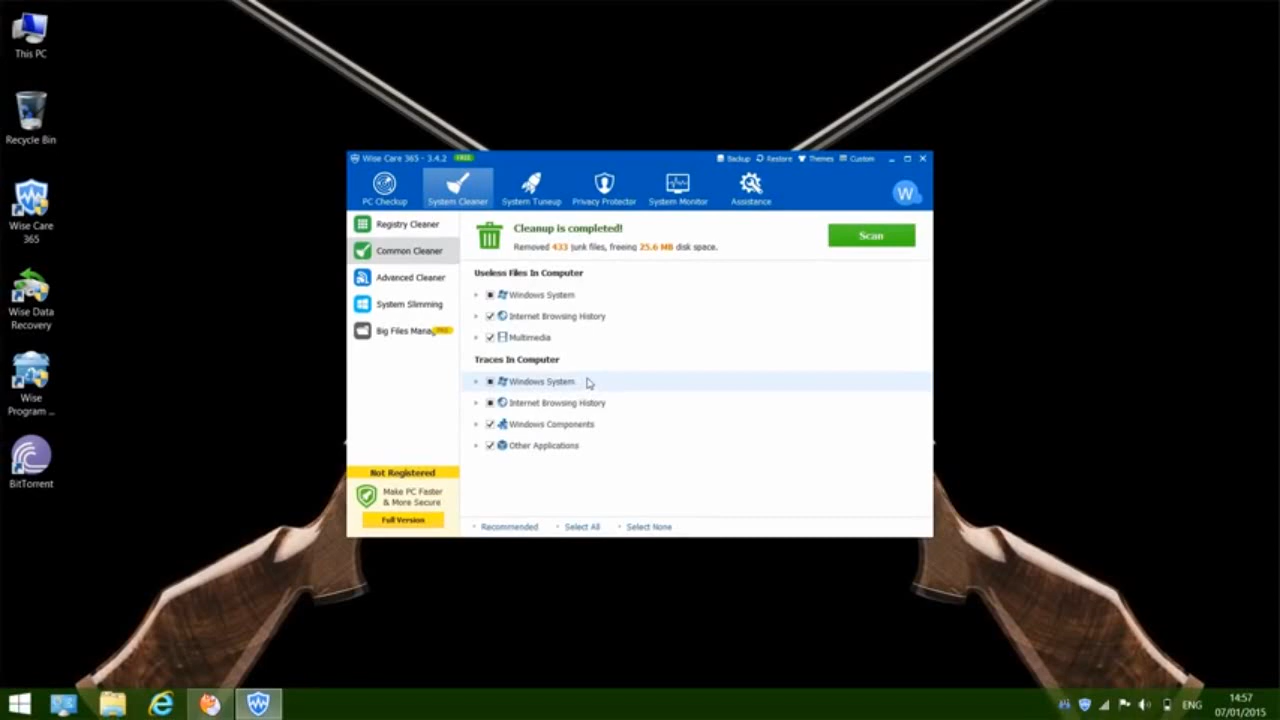 This PC
Recycle Bin
Wise Care
365
Wise Data
Recovery
Wise
Program ...
BitTorrent
Wise Care 365 - 3.4.2 FREE
Backup Restore Themes Custom
PC Checkup System Cleaner System Tuneup Privacy Protector System Monitor Assistance
W
Registry Cleaner
Common Cleaner
Advanced Cleaner
System Slimming
Big Files Mana PRO
Not Registered
Make PC Faster
& More Secure
Full Version
Cleanup is completed!
Removed 433 junk files, freeing 25.6 MB disk space.
Scan
Useless Files In Computer
Windows System
Internet Browsing History
Multimedia
Traces In Computer
Windows System
Internet Browsing History
Windows Components
Other Applications
Recommended Select All Select None
ENG
14:57
07/01/2015